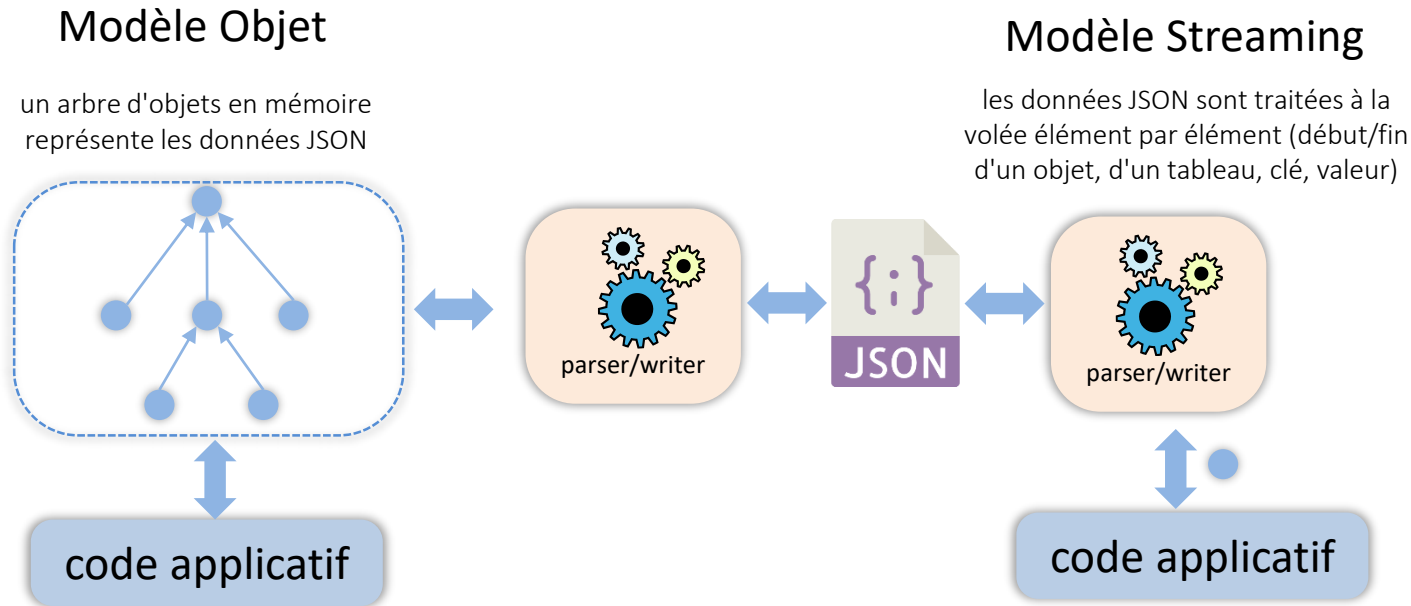 Modèle Objet
un arbre d'objets en mémoire
représente les données JSON
parser/writer
code applicatif
{;}
JSON
Modèle Streaming
les données JSON sont traitées à la
volée élément par élément (début/fin
d'un objet, d'un tableau, clé, valeur)
parser/writer
code applicatif